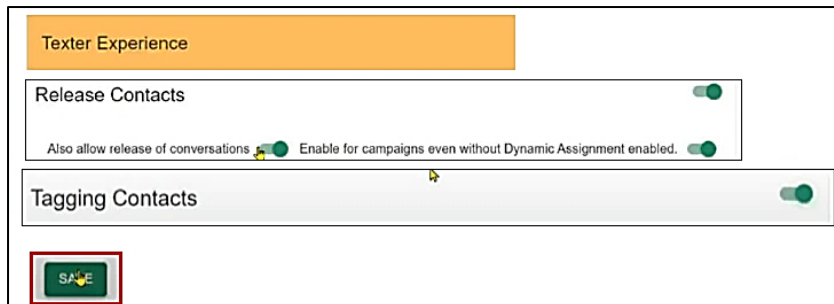 Texter Experience
Release Contacts
Also allow release of conversations Enable for campaigns even without Dynamic Assignment enabled.
Tagging Contacts
SAVE